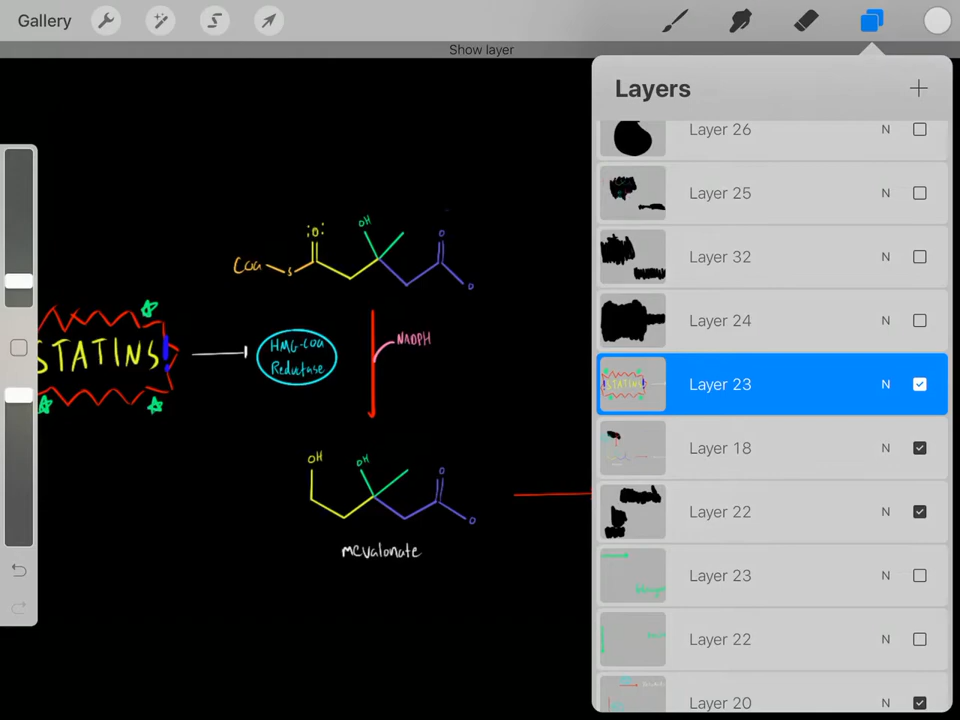 Gallery
Show layer
Layers
Layer 26 N
Layer 25 N
Layer 32 N
Layer 24 N
Layer 23 N
Layer 18 N
Layer 22 N
Layer 23 N
Layer 22 N
Layer 20 N
OH
:O:
O
Coa
S
O
STATINS
HMG-COA
Reductase
NADPH
OH
OH
O
O
mevalonate